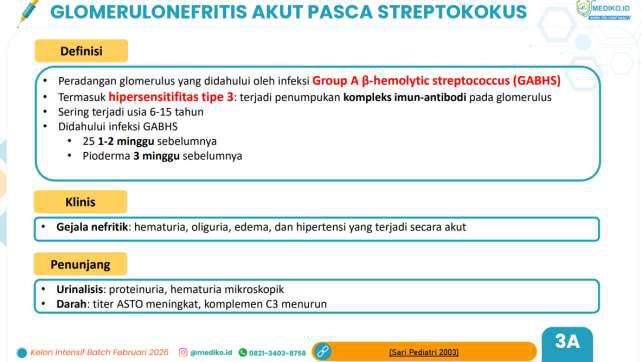 GLOMERULONEFRITIS AKUT PASCA STREPTOKOKUS
MEDIKO.ID
Definisi
• Peradangan glomerulus yang didahului oleh infeksi Group A β-hemolytic streptococcus (GABHS)
• Termasuk hipersensitifitas tipe 3: terjadi penumpukan kompleks imun-antibodi pada glomerulus
• Sering terjadi usia 6-15 tahun
• Didahului infeksi GABHS
• 25 1-2 minggu sebelumnya
• Pioderma 3 minggu sebelumnya
Klinis
• Gejala nefritik: hematuria, oliguria, edema, dan hipertensi yang terjadi secara akut
Penunjang
• Urinalisis: proteinuria, hematuria mikroskopik
• Darah: titer ASTO meningkat, komplemen C3 menurun
Kelon Intensif Batch Februari 2026 @mediko.id 0821-3403-8758 (Sari Pediatri 2003) 3A